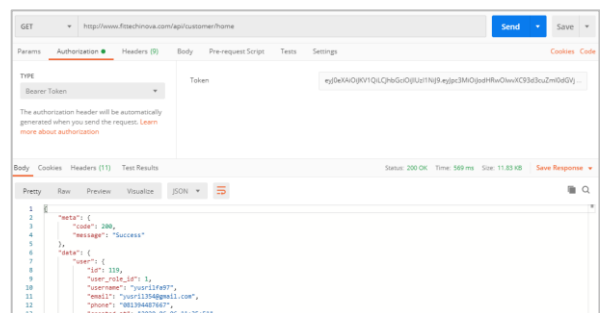 GET http://www.fittechinova.com/api/customer/home Send Save
Params Authorization Headers (9) Body Pre-request Script Tests Settings Cookies Code
TYPE
Bearer Token
Token
The authorization header will be automatically
generated when you send the request. Learn
more about authorization
Body Cookies Headers (11) Test Results Status: 200 OK Time: 569 ms Size: 11.83 KB Save Response
Pretty Raw Preview Visualize JSON
1 {
2 "meta": {
3 "code": 200,
4 "message": "Success"
5 },
6 "data": {
7 "user": {
8 "id": 119,
9 "user_role_id": 1,
10 "username": "yusrilfa97",
11 "email": "yusril354@gmail.com",
12 "phone": "081394487667",